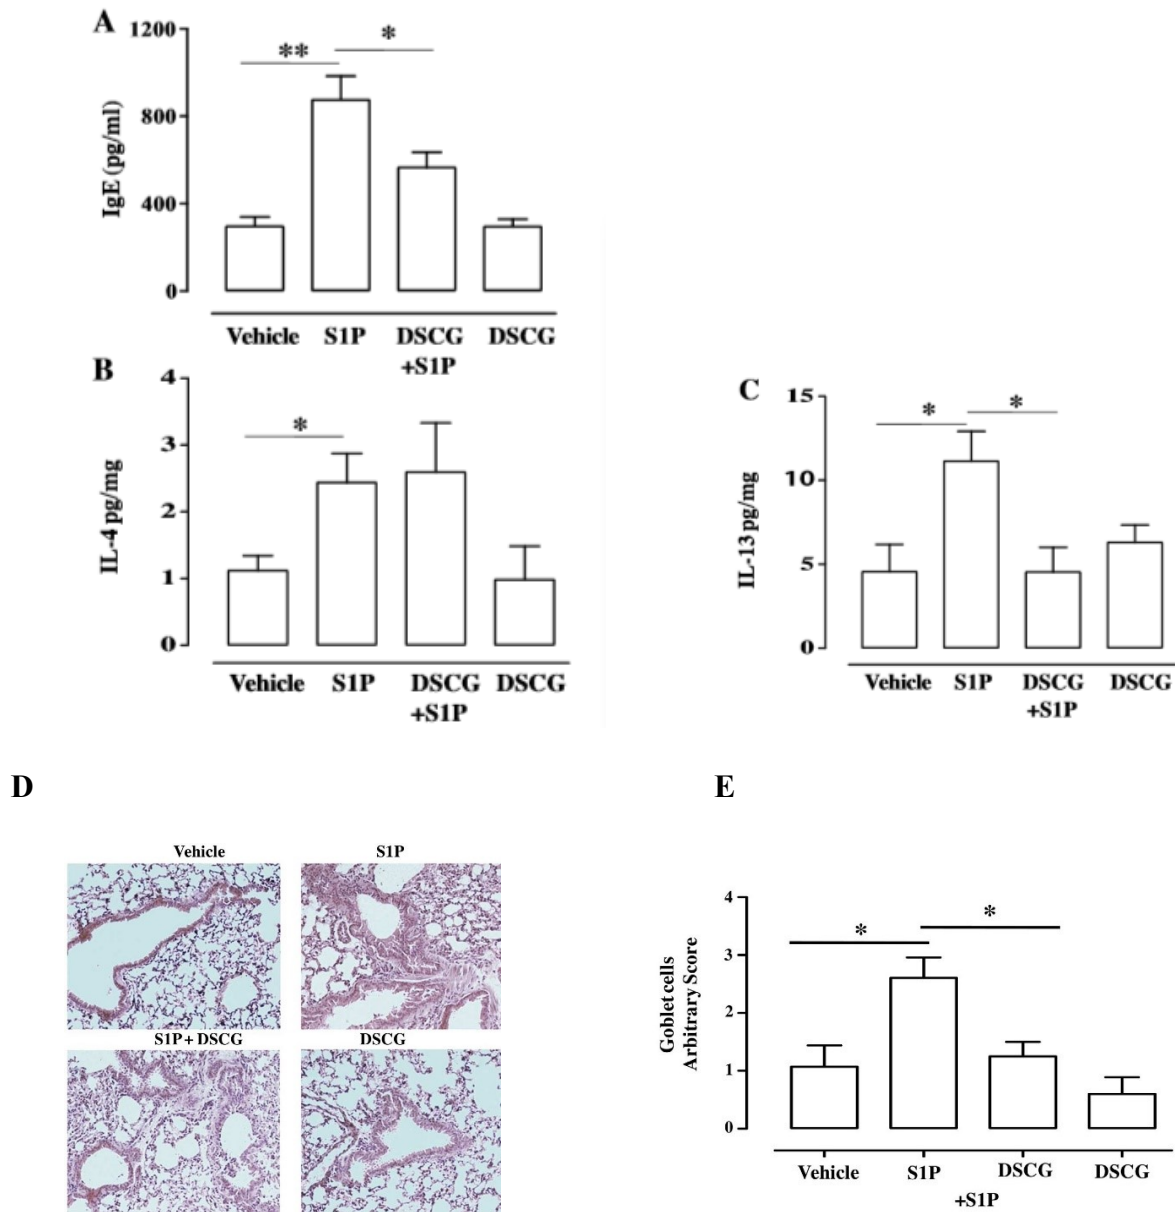 A
1200
800
400
0
IgE (pg/ml)
**
*
Vehicle S1P DSCG DSCG
+S1P
B
4
3
2
1
0
IL-4 pg/mg
*
Vehicle S1P DSCG DSCG
+S1P
C
15
10
5
0
IL-13 pg/mg
*
*
Vehicle S1P DSCG DSCG
+S1P
D
Vehicle S1P
S1P + DSCG DSCG
E
4
3
2
1
0
Goblet cells
Arbitrary Score
*
*
Vehicle S1P DSCG DSCG
+S1P